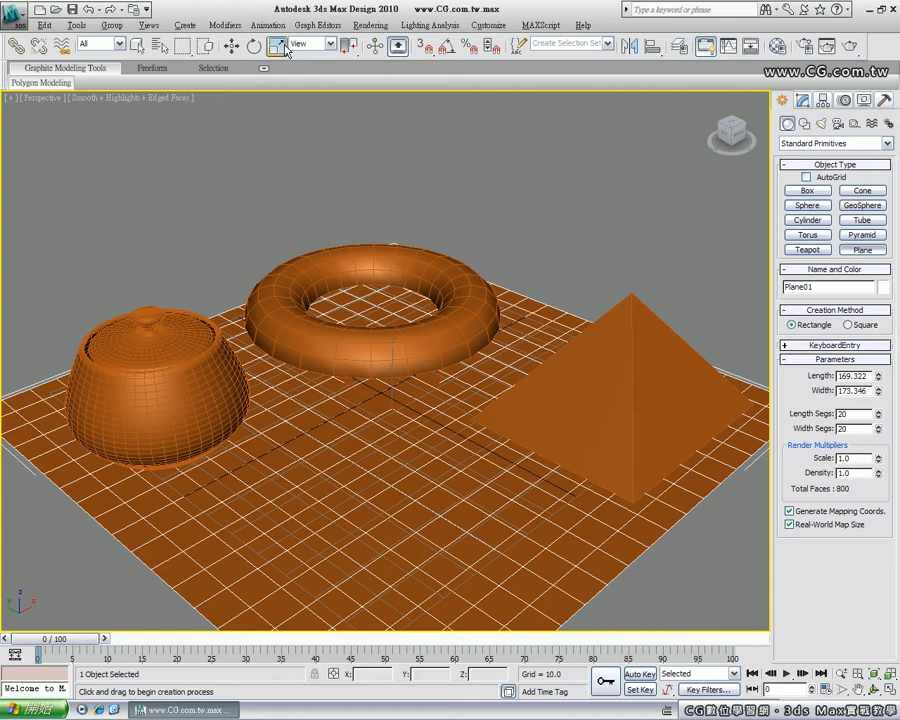 Autodesk 3ds Max Design 2010 www.CG.com.tw.max
Type a keyword or phrase
3DS
Edit Tools Group Views Create Modifiers Animation Graph Editors Rendering Lighting Analysis Customize MAXScript Help
All View Create Selection Set
Graphite Modeling Tools Freeform Selection
www.CG.com.tw
Polygon Modeling
[ + ] [ Perspective ] [ Smooth + Highlights + Edged Faces ]
Standard Primitives
Object Type
AutoGrid
Box Cone
Sphere GeoSphere
Cylinder Tube
Torus Pyramid
Teapot Plane
Name and Color
Plane01
Creation Method
Rectangle Square
KeyboardEntry
Parameters
Length: 169.322
Width: 173.346
Length Segs: 20
Width Segs: 20
Render Multipliers
Scale: 1.0
Density: 1.0
Total Faces : 800
Generate Mapping Coords.
Real-World Map Size
z
y x
0 / 100
0 5 10 15 20 25 30 35 40 45 50 55 60 65 70 75 80 85 90 95 100
1 Object Selected X: Y: Z: Grid = 10.0 Auto Key Selected
Welcome to M Click and drag to begin creation process Add Time Tag Set Key Key Filters... 0
開始 www.CG.com.tw.max ... CG數位學習網・3ds Max實戰教學